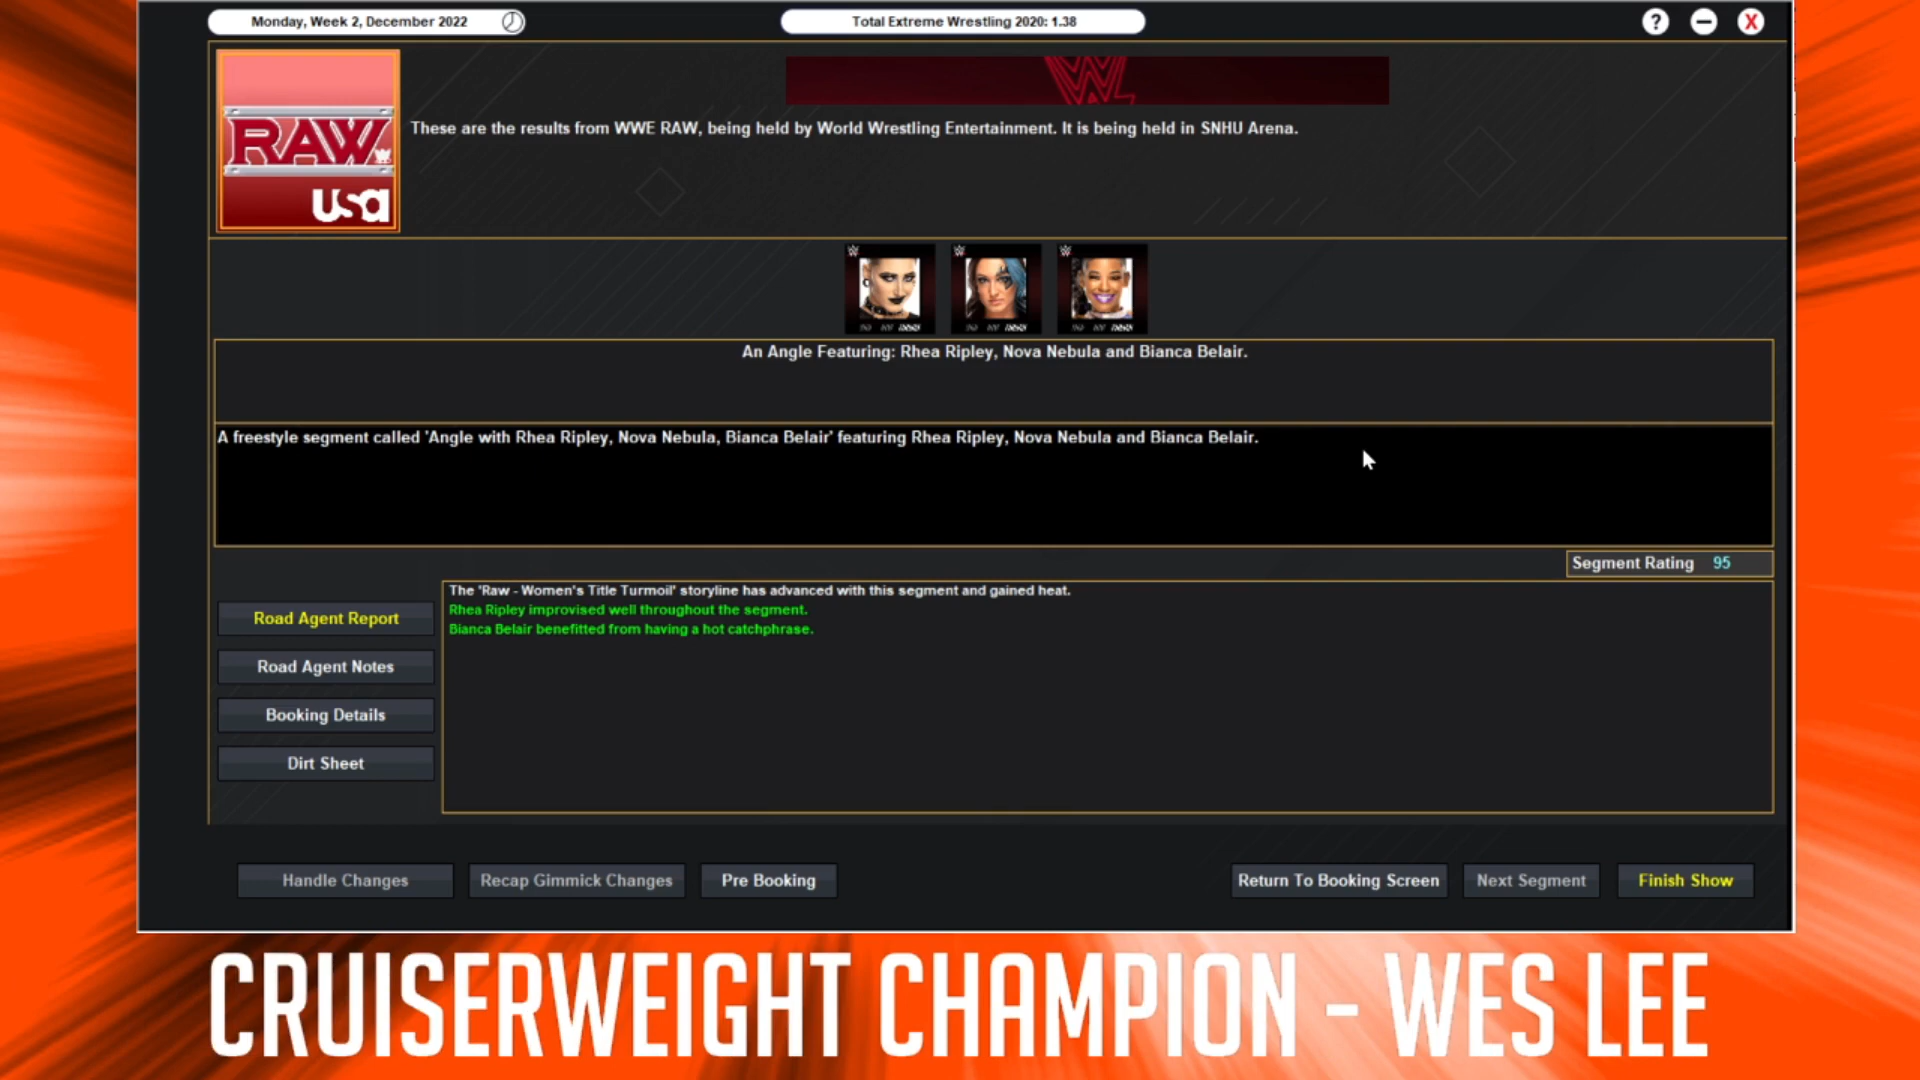 Monday, Week 2, December 2022
Total Extreme Wrestling 2020: 1.38
?
X
RAW
usa
These are the results from WWE RAW, being held by World Wrestling Entertainment. It is being held in SNHU Arena.
An Angle Featuring: Rhea Ripley, Nova Nebula and Bianca Belair.
A freestyle segment called 'Angle with Rhea Ripley, Nova Nebula, Bianca Belair' featuring Rhea Ripley, Nova Nebula and Bianca Belair.
Segment Rating 95
Road Agent Report
Road Agent Notes
Booking Details
Dirt Sheet
The 'Raw - Women's Title Turmoil' storyline has advanced with this segment and gained heat.
Rhea Ripley improvised well throughout the segment.
Bianca Belair benefitted from having a hot catchphrase.
Handle Changes
Recap Gimmick Changes
Pre Booking
Return To Booking Screen
Next Segment
Finish Show
CRUISERWEIGHT CHAMPION - WES LEE